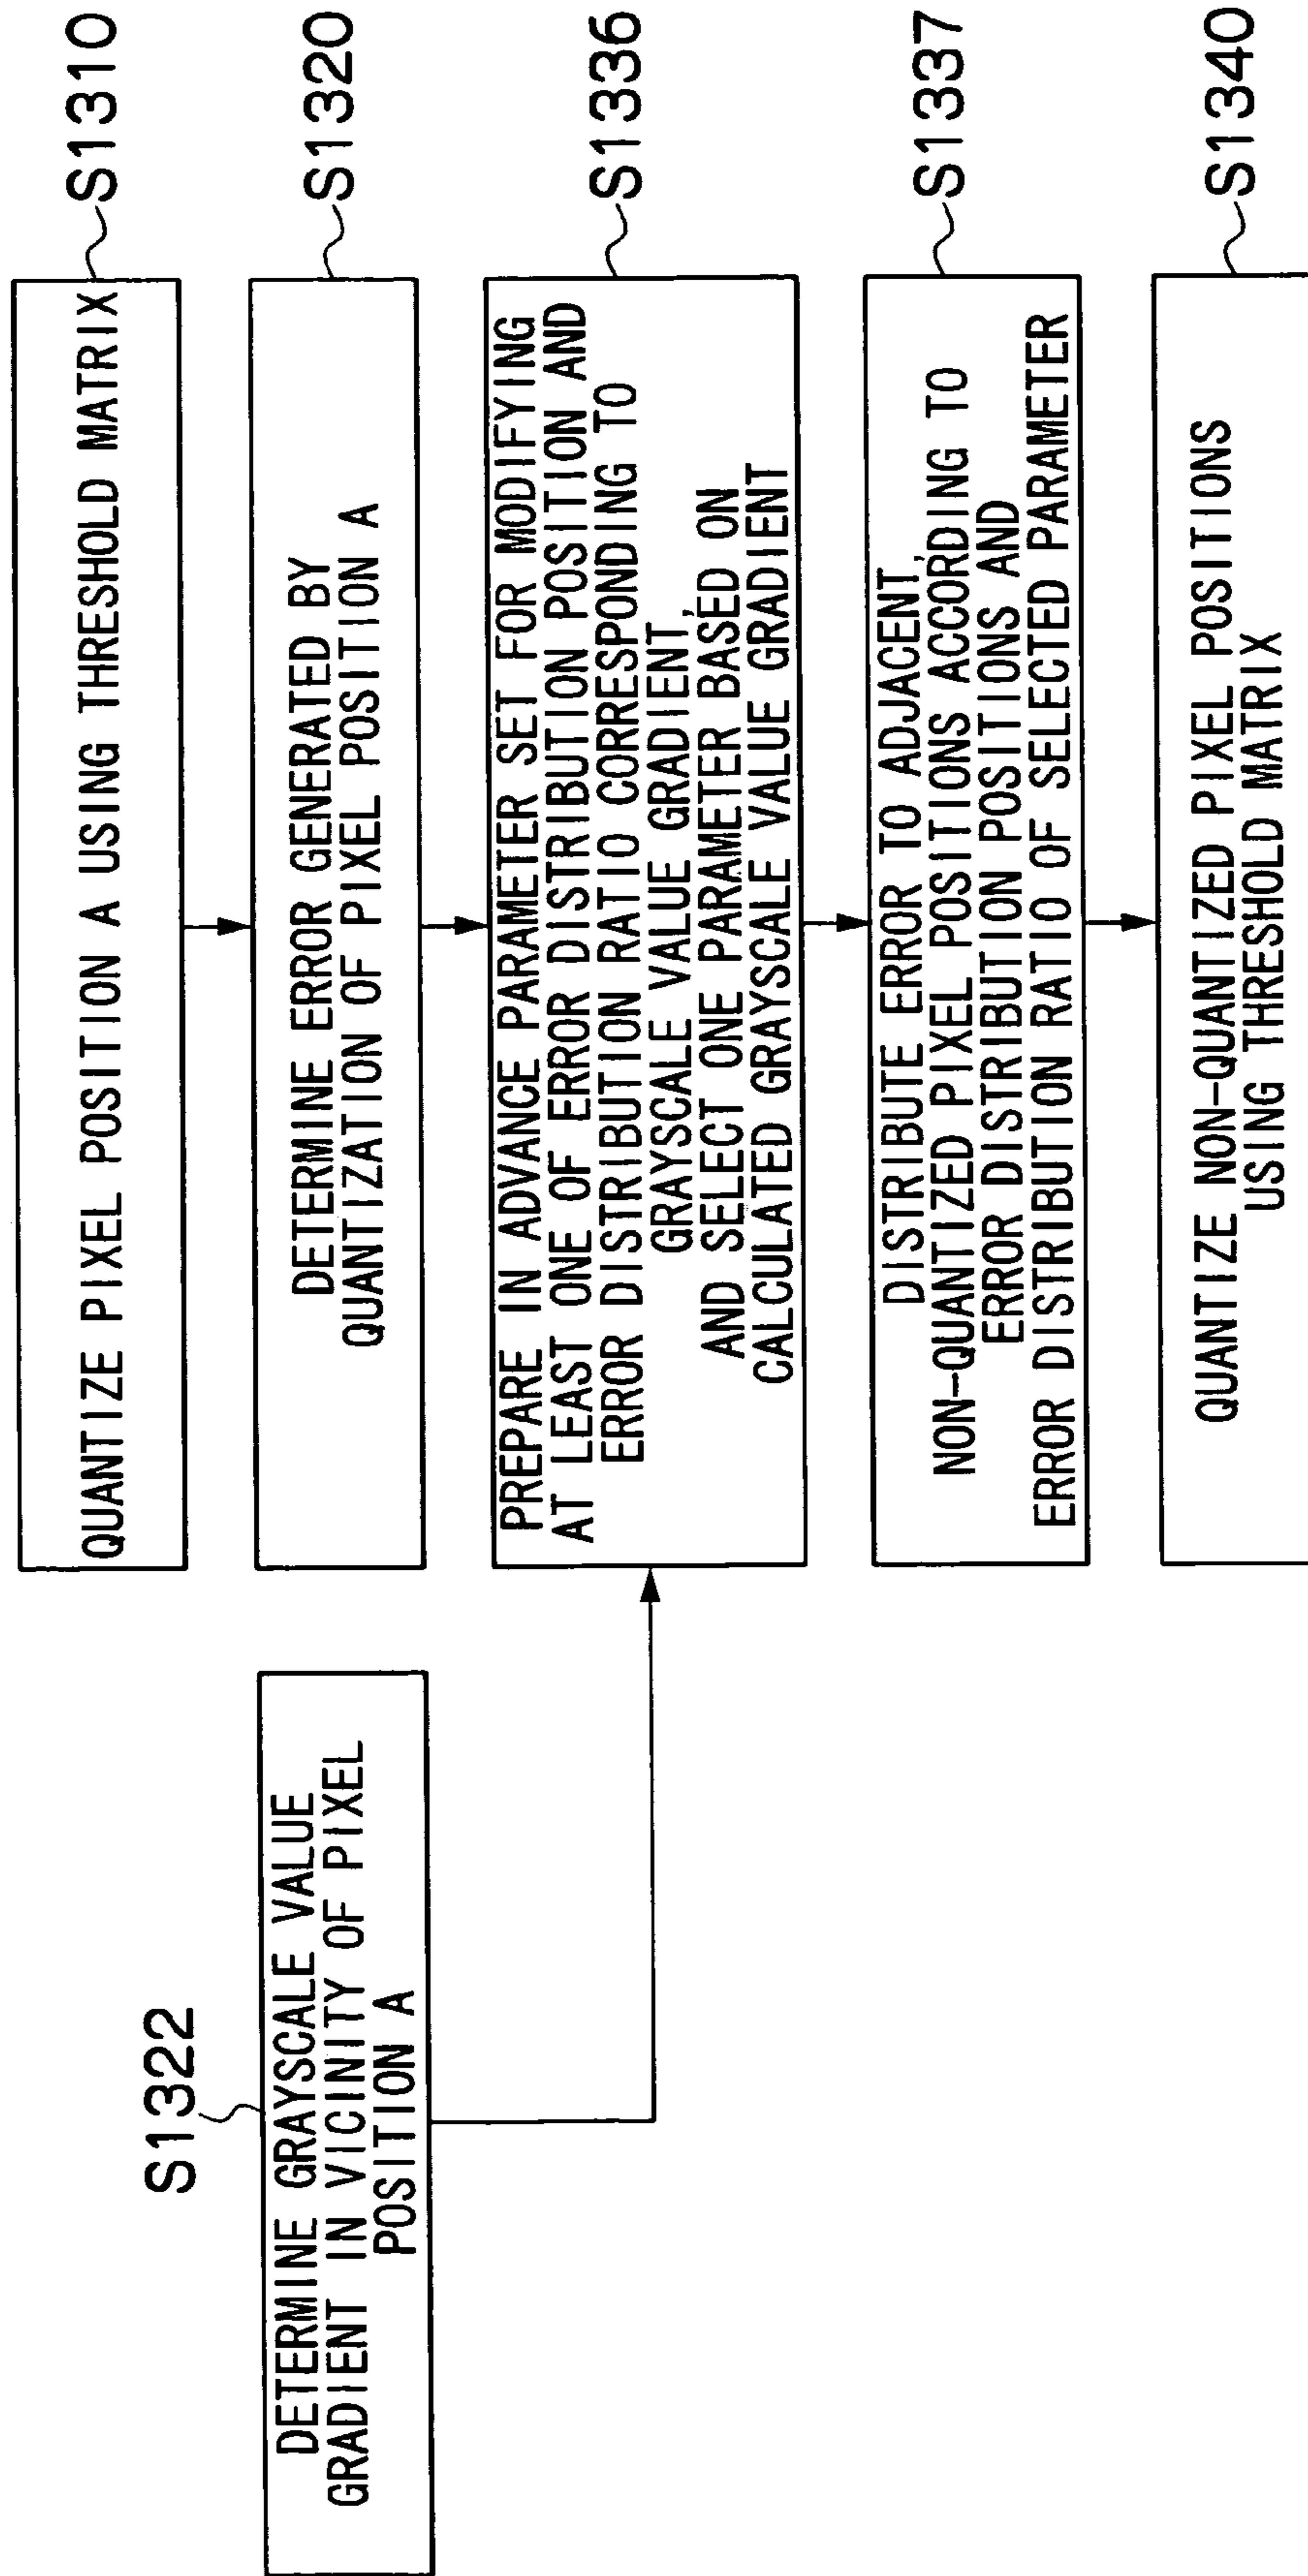 QUANTIZE PIXEL POSITION A USING THRESHOLD MATRIX
S1310
DETERMINE ERROR GENERATED BY
QUANTIZATION OF PIXEL POSITION A
S1320
S1322
DETERMINE GRAYSCALE VALUE
GRADIENT IN VICINITY OF PIXEL
POSITION A
PREPARE IN ADVANCE PARAMETER SET FOR MODIFYING
AT LEAST ONE OF ERROR DISTRIBUTION POSITION AND
ERROR DISTRIBUTION RATIO CORRESPONDING TO
GRAYSCALE VALUE GRADIENT,
AND SELECT ONE PARAMETER BASED ON
CALCULATED GRAYSCALE VALUE GRADIENT
S1336
DISTRIBUTE ERROR TO ADJACENT,
NON-QUANTIZED PIXEL POSITIONS ACCORDING TO
ERROR DISTRIBUTION POSITIONS AND
ERROR DISTRIBUTION RATIO OF SELECTED PARAMETER
S1337
QUANTIZE NON-QUANTIZED PIXEL POSITIONS
USING THRESHOLD MATRIX
S1340